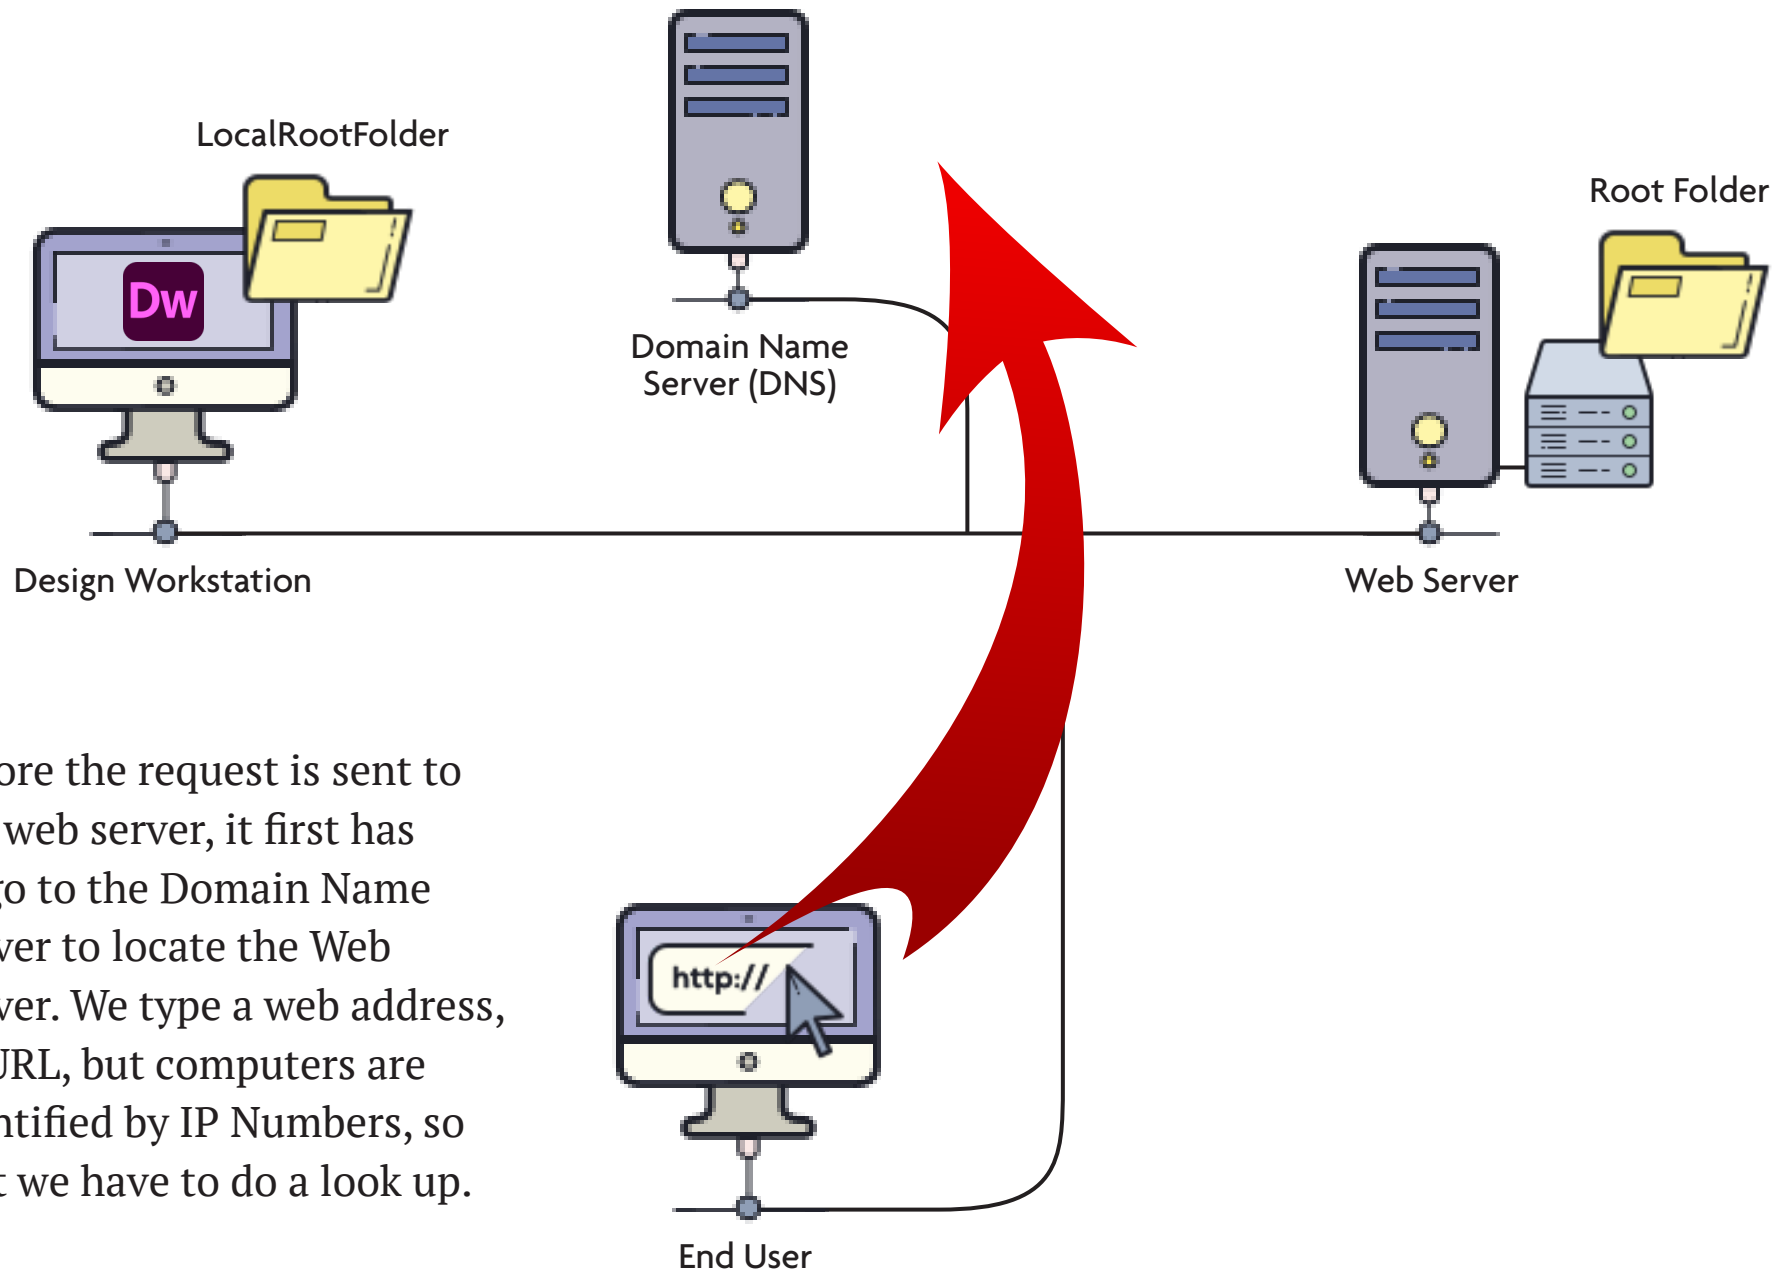 LocalRootFolder
Root Folder
Dw
Domain Name
Server (DNS)
Design Workstation
Web Server
ore the request is sent to
web server, it first has
go to the Domain Name
ver to locate the Web
ver. We type a web address,
URL, but computers are
ntified by IP Numbers, so
t we have to do a look up.
http://
End User